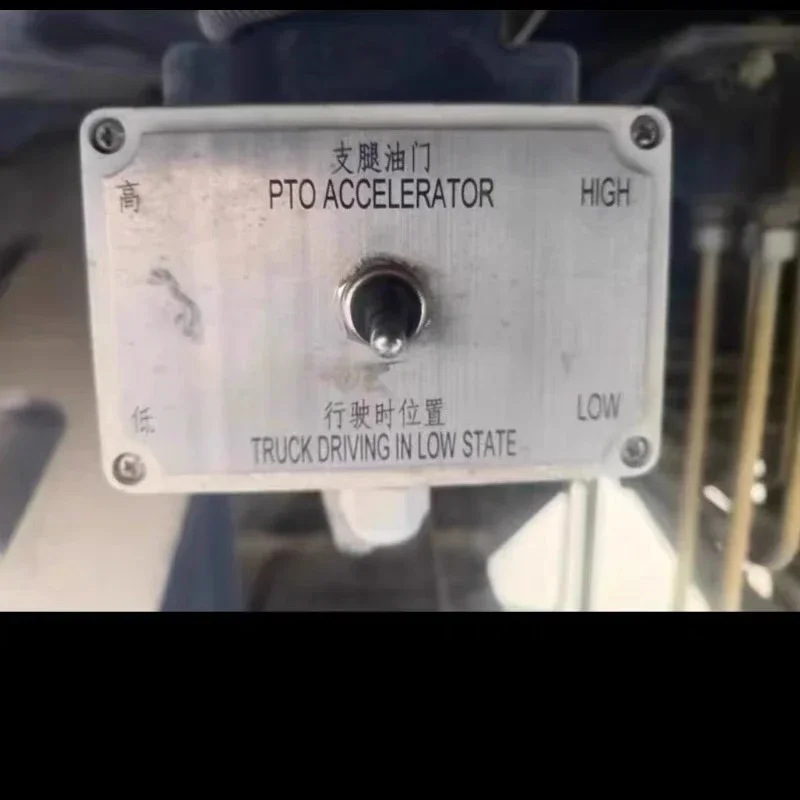 支腿油门
高 PTO ACCELERATOR HIGH
低 行驶时位置 LOW
TRUCK DRIVING IN LOW STATE